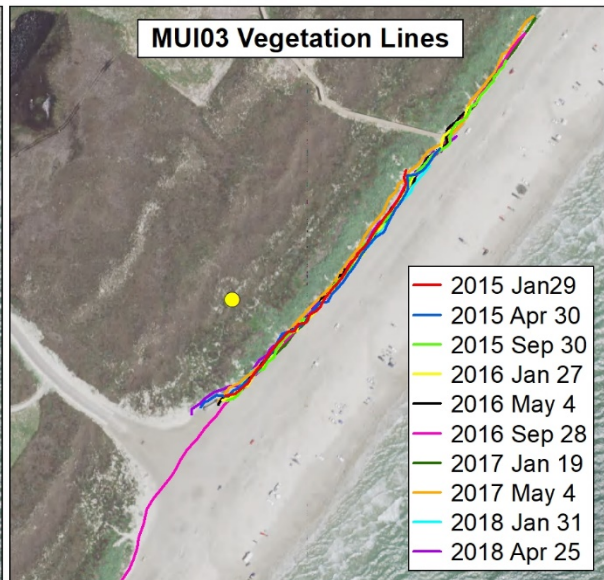 MUI03 Vegetation Lines
2015 Jan29
2015 Apr 30
2015 Sep 30
2016 Jan 27
2016 May 4
2016 Sep 28
2017 Jan 19
2017 May 4
2018 Jan 31
2018 Apr 25